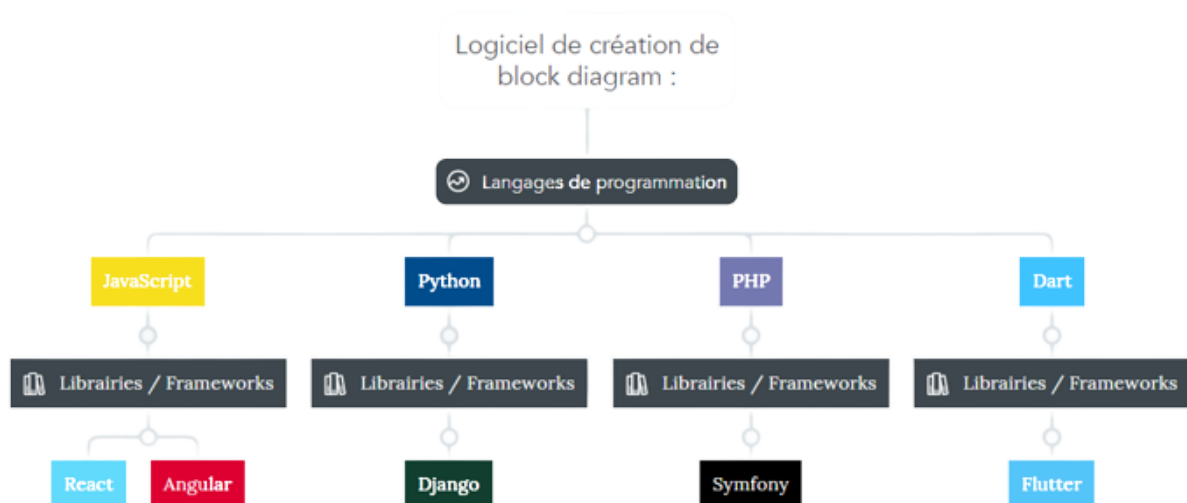 Logiciel de création de
block diagram :
Langages de programmation
JavaScript
Python
PHP
Dart
Librairies / Frameworks
Librairies / Frameworks
Librairies / Frameworks
Librairies / Frameworks
React
Angular
Django
Symfony
Flutter